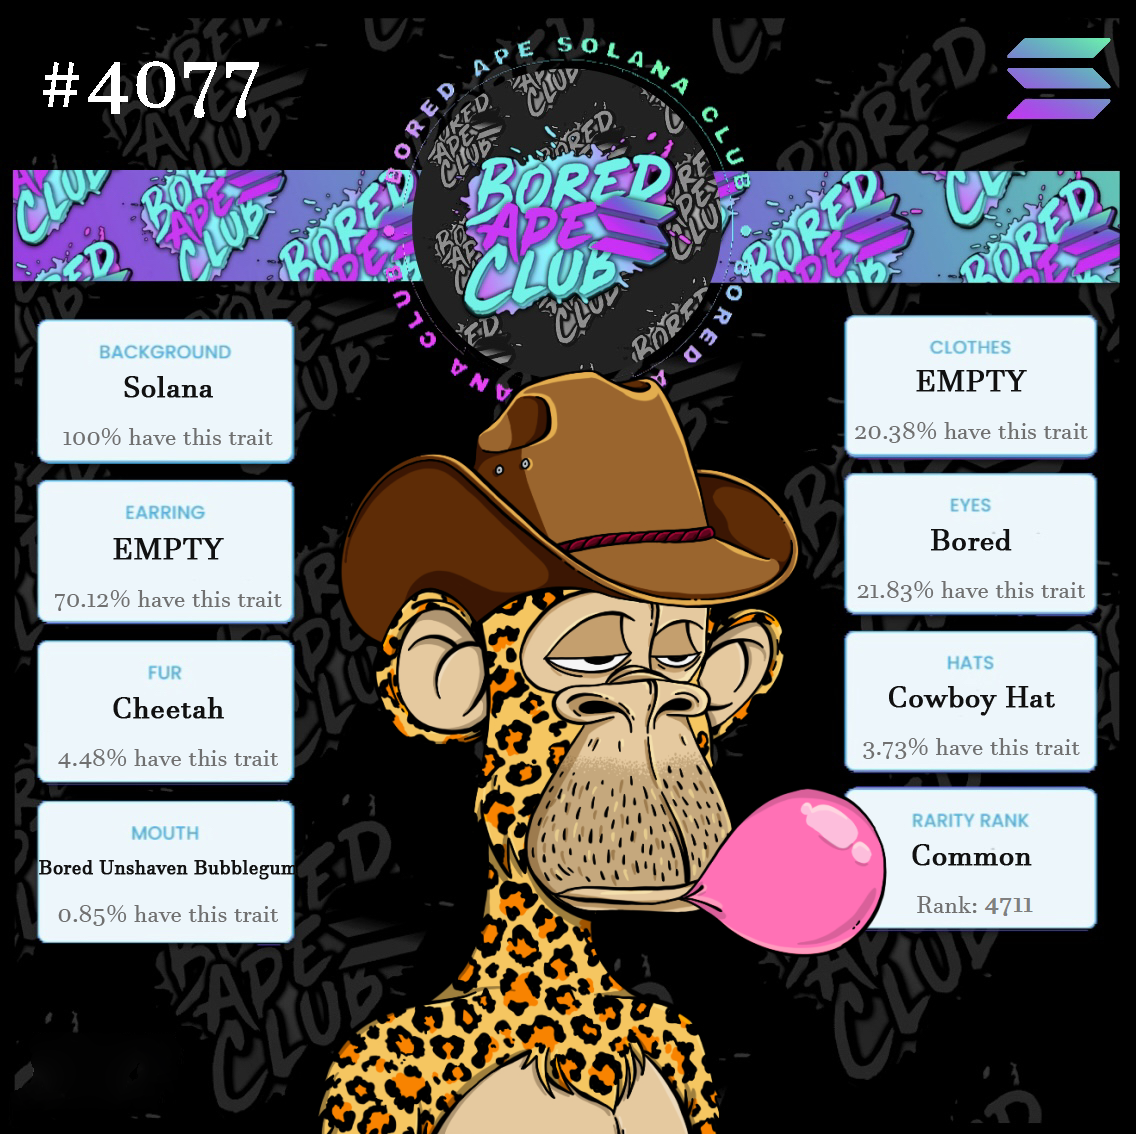 #4077
BORED APE SOLANA CLUB
BORED
APE
CLUB
BACKGROUND
Solana
100% have this trait
EARRING
EMPTY
70.12% have this trait
FUR
Cheetah
4.48% have this trait
MOUTH
Bored Unshaven Bubblegum
0.85% have this trait
CLOTHES
EMPTY
20.38% have this trait
EYES
Bored
21.83% have this trait
HATS
Cowboy Hat
3.73% have this trait
RARITY RANK
Common
Rank: 4711